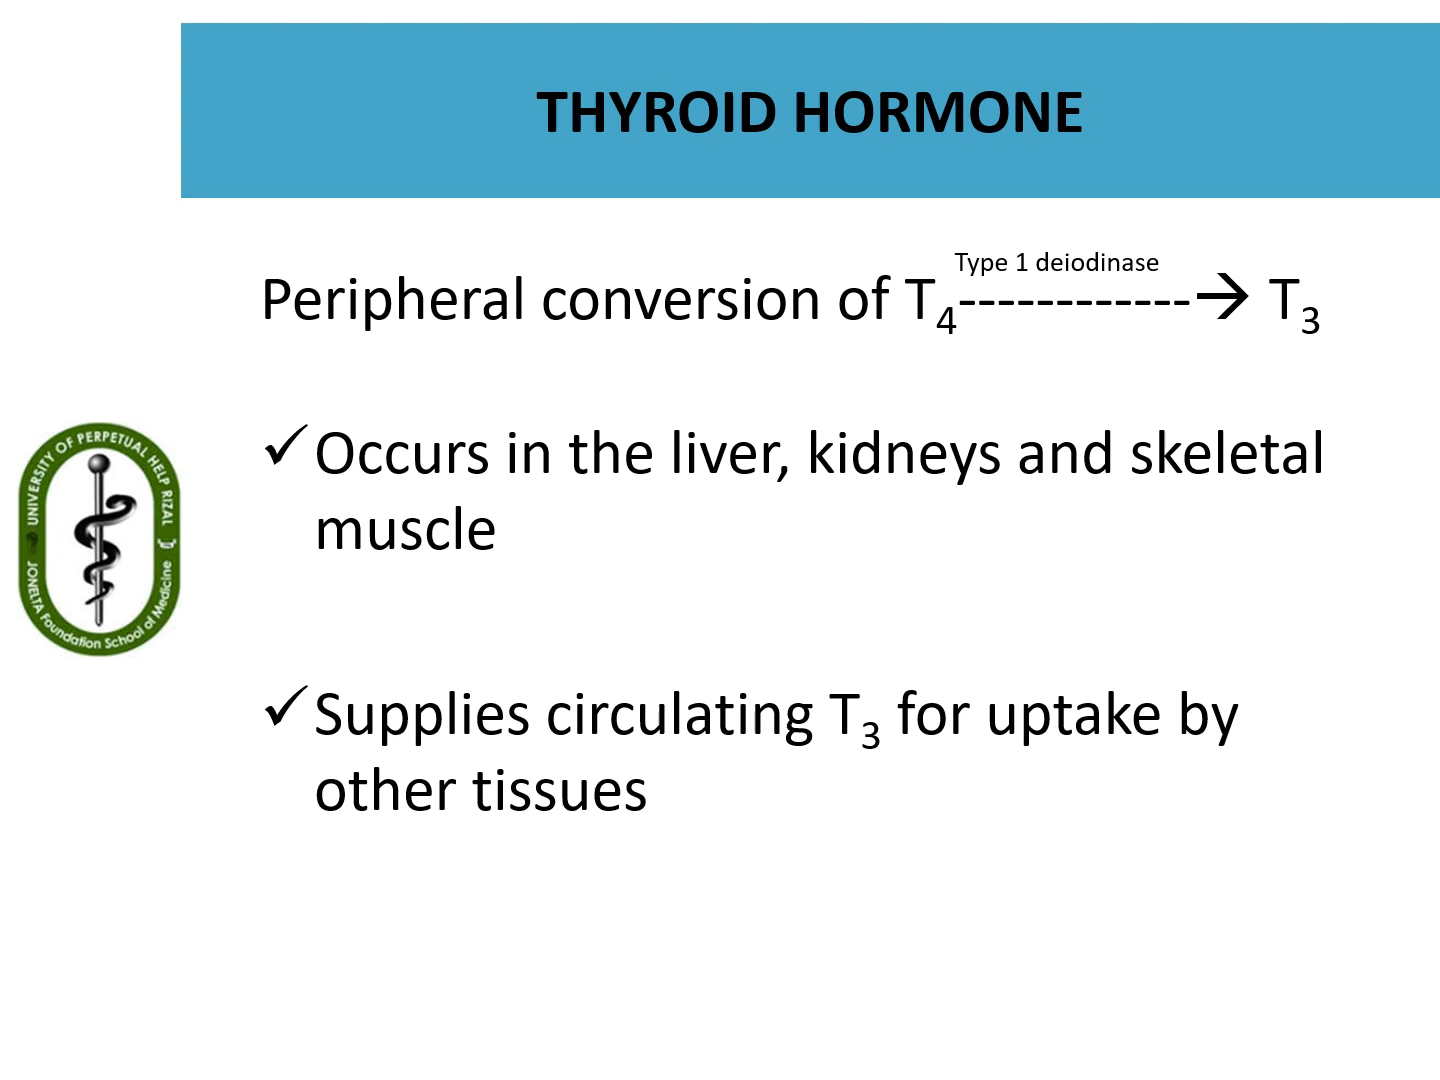 THYROID HORMONE
Type 1 deiodinase
Peripheral conversion of T4------------→ T3
✓Occurs in the liver, kidneys and skeletal
muscle
✓Supplies circulating T3 for uptake by
other tissues
UNIVERSITY OF PERPETUAL HELP RIZAL
JONELTA Foundation School of Medicine